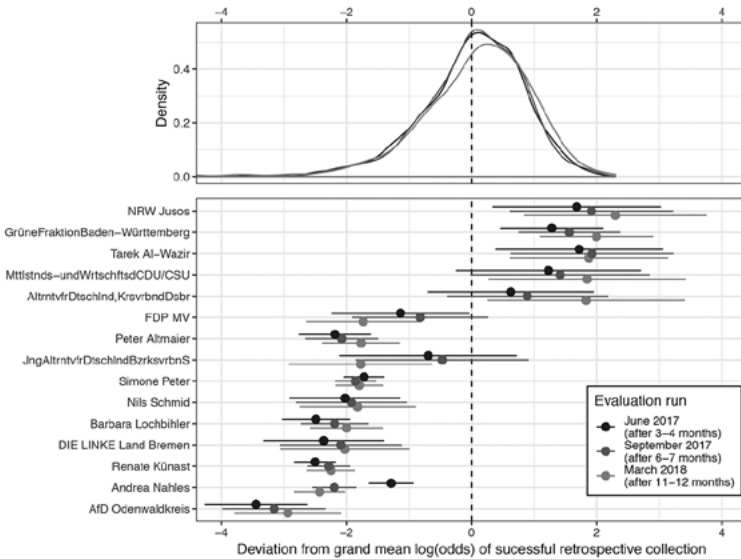 −4 −2 0 2 4
Density
0.4
0.2
0.0
NRW Jusos
GrüneFraktionBaden−Württemberg
Tarek Al−Wazir
MttlstndsundWrtschftsdCDU/CSU
AltrntvfrDtschlnd,KrsvrbndDsbr
FDP MV
Peter Altmaier
JngAltrntvfrDtschlndBzrksvrbnS
Simone Peter
Nils Schmid
Barbara Lochbihler
DIE LINKE Land Bremen
Renate Künast
Andrea Nahles
AfD Odenwaldkreis
Evaluation run
June 2017
(after 3−4 months)
September 2017
(after 6−7 months)
March 2018
(after 11−12 months)
−4 −2 0 2 4
Deviation from grand mean log(odds) of sucessful retrospective collection